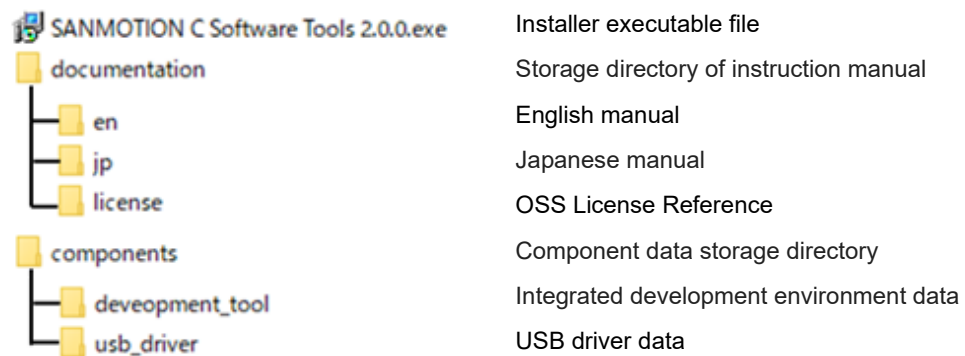 SANMOTION C Software Tools 2.0.0.exe Installer executable file
documentation Storage directory of instruction manual
en English manual
jp Japanese manual
license OSS License Reference
components Component data storage directory
deveopment_tool Integrated development environment data
usb_driver USB driver data